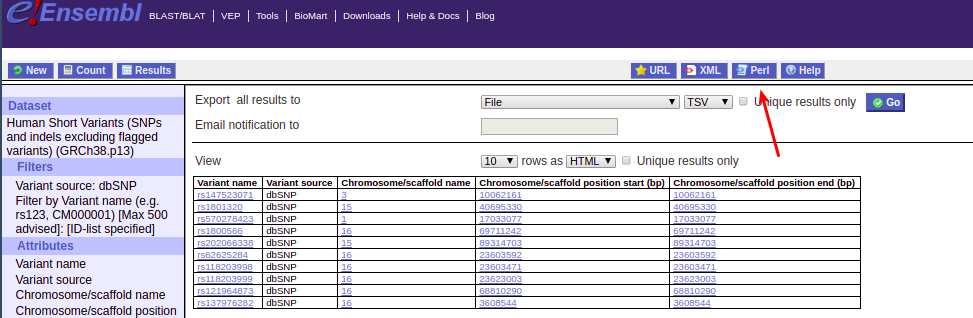 e!Ensembl
BLAST/BLAT | VEP | Tools | BioMart | Downloads | Help & Docs | Blog
New Count Results URL XML Perl Help
Dataset
Human Short Variants (SNPs
and indels excluding flagged
variants) (GRCh38.p13)
Filters
Variant source: dbSNP
Filter by Variant name (e.g.
rs123, CM000001) [Max 500
advised]: [ID-list specified]
Attributes
Variant name
Variant source
Chromosome/scaffold name
Chromosome/scaffold position
Export all results to File TSV Unique results only Go
Email notification to
View 10 rows as HTML Unique results only
Variant name Variant source Chromosome/scaffold name Chromosome/scaffold position start (bp) Chromosome/scaffold position end (bp)
rs147523071 dbSNP 3 10062161 10062161
rs1801320 dbSNP 15 40695330 40695330
rs570278423 dbSNP 1 17033077 17033077
rs1800566 dbSNP 16 69711242 69711242
rs202066338 dbSNP 15 89314703 89314703
rs62625284 dbSNP 16 23603592 23603592
rs118203998 dbSNP 16 23603471 23603471
rs118203999 dbSNP 16 23623003 23623003
rs121964873 dbSNP 16 68810290 68810290
rs137976282 dbSNP 16 3608544 3608544